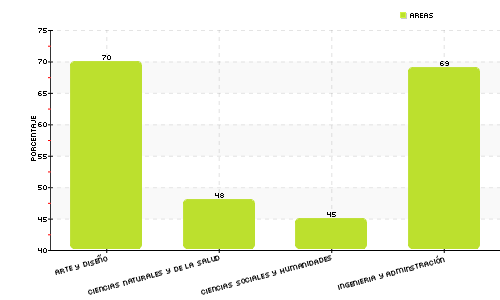 AREAS
75
70
65
60
55
50
45
40
PORCENTAJE
70
48
45
69
ARTE Y DISEÑO
CIENCIAS NATURALES Y DE LA SALUD
CIENCIAS SOCIALES Y HUMANIDADES
INGENIERIA Y ADMINSTRACIÓN